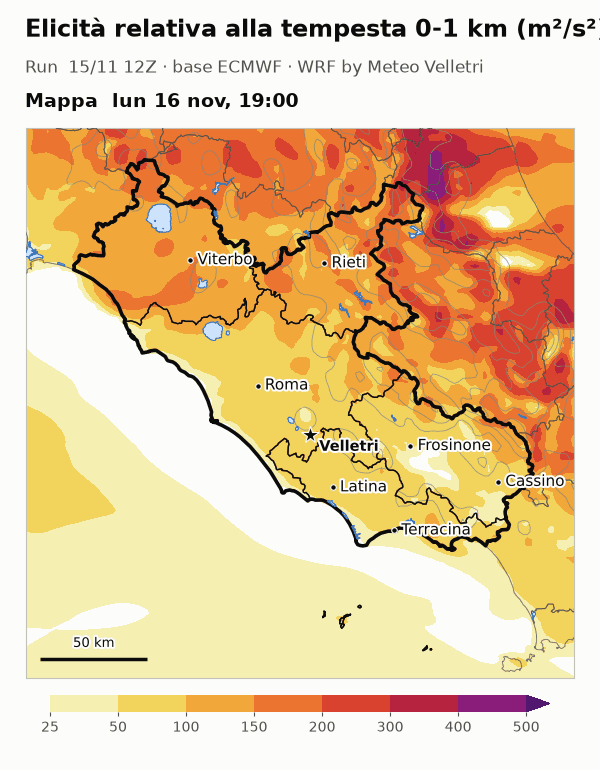 Elicità relativa alla tempesta 0-1 km (m²/s²)
Run 15/11 12Z · base ECMWF · WRF by Meteo Velletri
Mappa lun 16 nov, 19:00
Viterbo
Rieti
Roma
Velletri
Frosinone
Cassino
Latina
Terracina
50 km
25 50 100 150 200 300 400 500